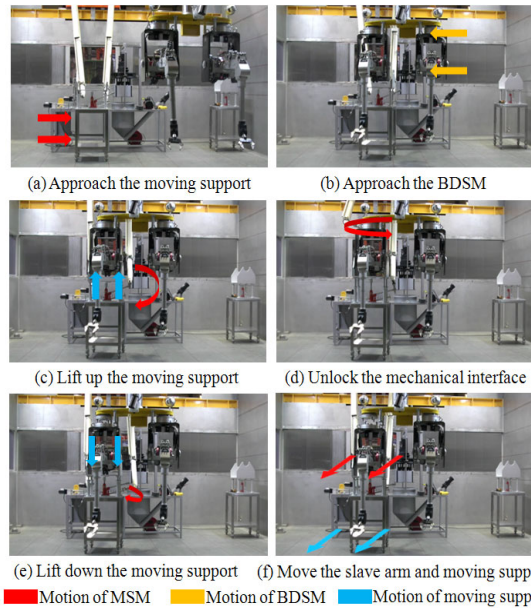 (a) Approach the moving support
(b) Approach the BDSM
(c) Lift up the moving support
(d) Unlock the mechanical interface
(e) Lift down the moving support
(f) Move the slave arm and moving supp
Motion of MSM
Motion of BDSM
Motion of moving supp